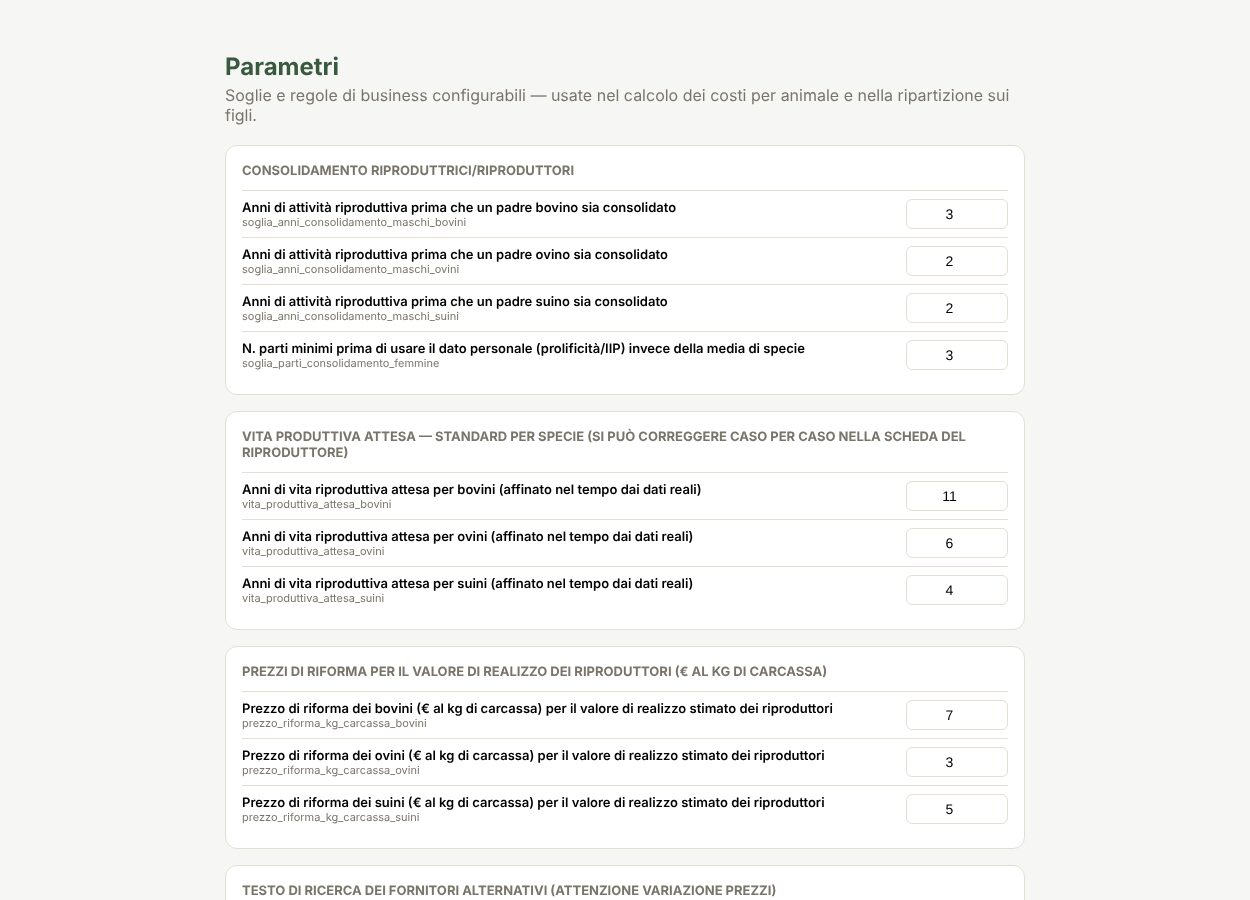 Parametri
Soglie e regole di business configurabili — usate nel calcolo dei costi per animale e nella ripartizione sui
figli.
CONSOLIDAMENTO RIPRODUTTRICI/RIPRODUTTORI
Anni di attività riproduttiva prima che un padre bovino sia consolidato
soglia_anni_consolidamento_maschi_bovini
3
Anni di attività riproduttiva prima che un padre ovino sia consolidato
soglia_anni_consolidamento_maschi_ovini
2
Anni di attività riproduttiva prima che un padre suino sia consolidato
soglia_anni_consolidamento_maschi_suini
2
N. parti minimi prima di usare il dato personale (prolificità/IIP) invece della media di specie
soglia_parti_consolidamento_femmine
3
VITA PRODUTTIVA ATTESA — STANDARD PER SPECIE (SI PUÒ CORREGGERE CASO PER CASO NELLA SCHEDA DEL
RIPRODUTTORE)
Anni di vita riproduttiva attesa per bovini (affinato nel tempo dai dati reali)
vita_produttiva_attesa_bovini
11
Anni di vita riproduttiva attesa per ovini (affinato nel tempo dai dati reali)
vita_produttiva_attesa_ovini
6
Anni di vita riproduttiva attesa per suini (affinato nel tempo dai dati reali)
vita_produttiva_attesa_suini
4
PREZZI DI RIFORMA PER IL VALORE DI REALIZZO DEI RIPRODUTTORI (€ AL KG DI CARCASSA)
Prezzo di riforma dei bovini (€ al kg di carcassa) per il valore di realizzo stimato dei riproduttori
prezzo_riforma_kg_carcassa_bovini
7
Prezzo di riforma dei ovini (€ al kg di carcassa) per il valore di realizzo stimato dei riproduttori
prezzo_riforma_kg_carcassa_ovini
3
Prezzo di riforma dei suini (€ al kg di carcassa) per il valore di realizzo stimato dei riproduttori
prezzo_riforma_kg_carcassa_suini
5
TESTO DI RICERCA DEI FORNITORI ALTERNATIVI (ATTENZIONE VARIAZIONE PREZZI)